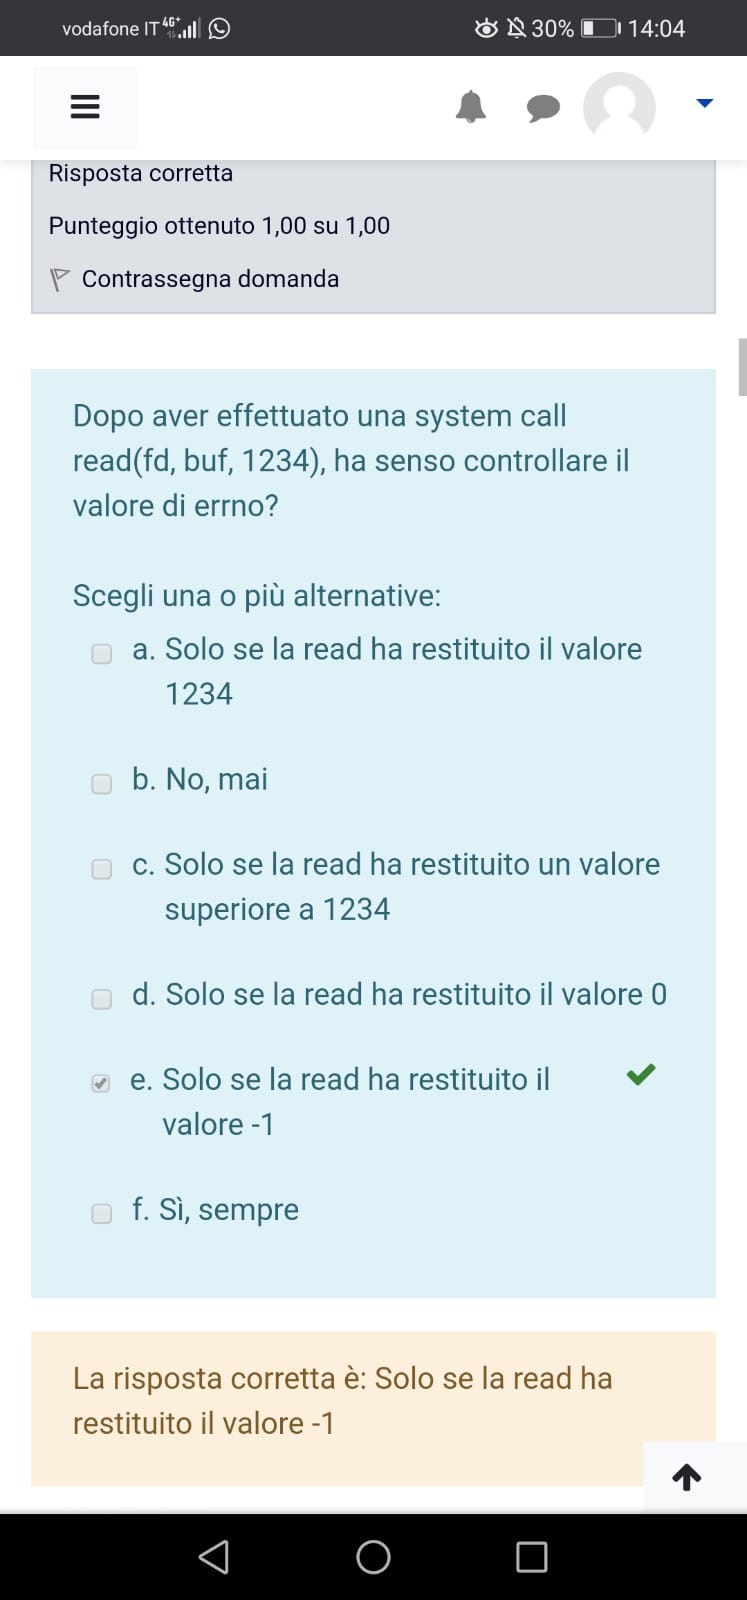 vodafone IT 4G+ 30% 14:04
Risposta corretta
Punteggio ottenuto 1,00 su 1,00
Contrassegna domanda
Dopo aver effettuato una system call
read(fd, buf, 1234), ha senso controllare il
valore di errno?
Scegli una o più alternative:
a. Solo se la read ha restituito il valore
1234
b. No, mai
c. Solo se la read ha restituito un valore
superiore a 1234
d. Solo se la read ha restituito il valore 0
e. Solo se la read ha restituito il
valore -1
f. Sì, sempre
La risposta corretta è: Solo se la read ha
restituito il valore -1